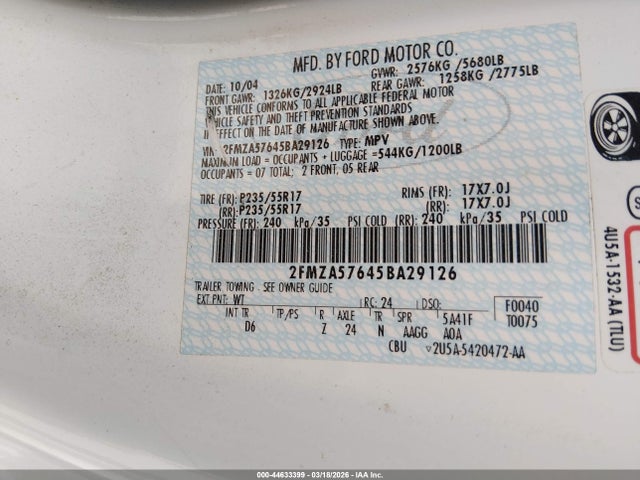 MFD. BY FORD MOTOR CO.
DATE: 10/04 GVWR: 2576KG /5680LB
FRONT GAWR: 1326KG/2924LB REAR GAWR: 1258KG /2775LB
THIS VEHICLE CONFORMS TO ALL APPLICABLE FEDERAL MOTOR
VEHICLE SAFETY AND THEFT PREVENTION STANDARDS
IN EFFECT ON THE DATE OF MANUFACTURE SHOWN ABOVE.
VIN: 2FMZA57645BA29126 TYPE: MPV
MAXIMUM LOAD = OCCUPANTS + LUGGAGE =544KG/1200LB
OCCUPANTS = 07 TOTAL: 2 FRONT, 05 REAR
TIRE (FR): P235/55R17 RIMS (FR): 17X7.0J
(RR): P235/55R17 (RR): 17X7.0J
PRESSURE (FR): 240 kPa/35 PSI COLD (RR): 240 kPa/35 PSI COLD
2FMZA57645BA29126
TRAILER TOWING - SEE OWNER GUIDE
EXT PNT: WT RC: 24 DSO: F0040
INT TR TP/PS R AXLE TR SPR 5A41F T0075
D6 Z 24 N AAGG A0A
CBU 2U5A-5420472-AA
Ford
4U5A-1532-AA (TLU)
000-44633399 | 03/18/2026 | IAA Inc.